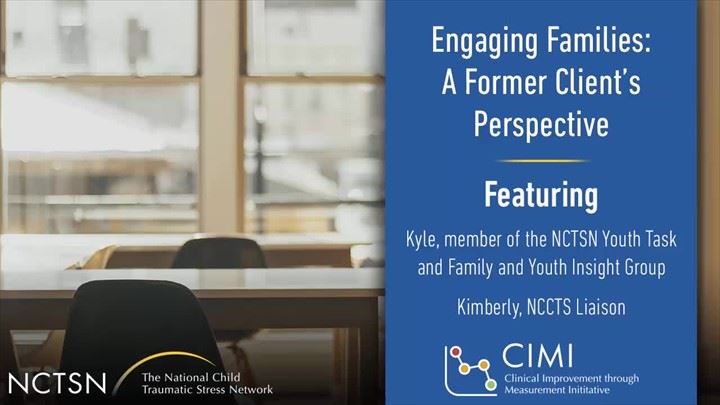 Engaging Families:
A Former Client's
Perspective
Featuring
Kyle, member of the NCTSN Youth Task
and Family and Youth Insight Group
Kimberly, NCCTS Liaison
CIMI
Clinical Improvement through
Measurement Inititative
NCTSN
The National Child
Traumatic Stress Network